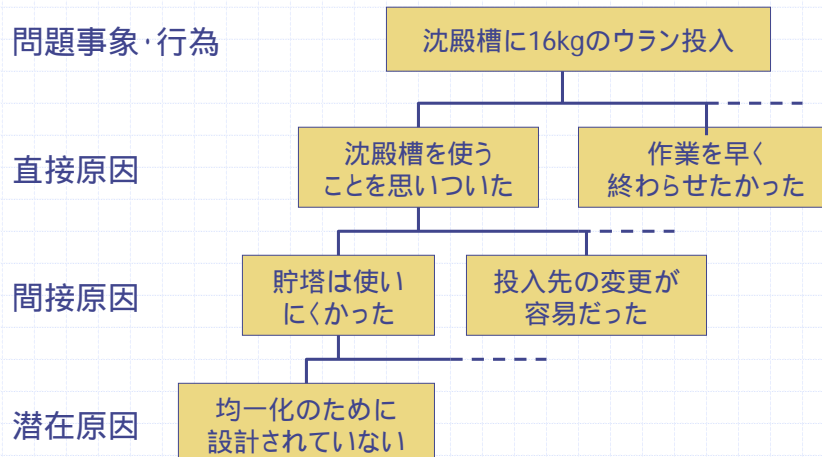 問題事象・行為
沈殿槽に16kgのウラン投入
直接原因
沈殿槽を使う
ことを思いついた
作業を早く
終わらせたかった
間接原因
貯塔は使い
にくかった
投入先の変更が
容易だった
潜在原因
均一化のために
設計されていない